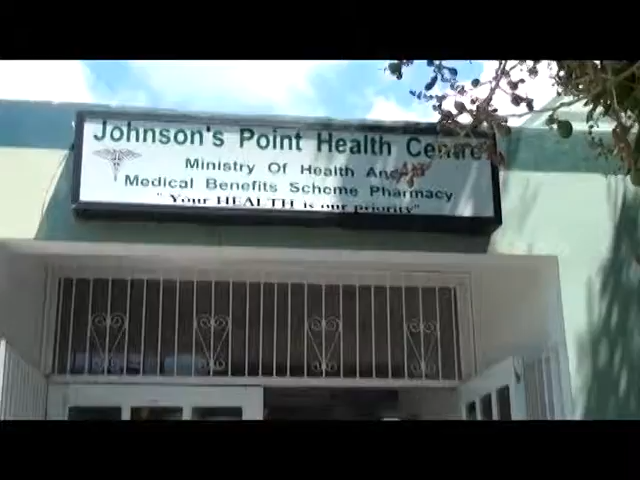 Johnson's Point Health Centre
Ministry Of Health And
Medical Benefits Scheme Pharmacy
"Your HEALTH is our priority"